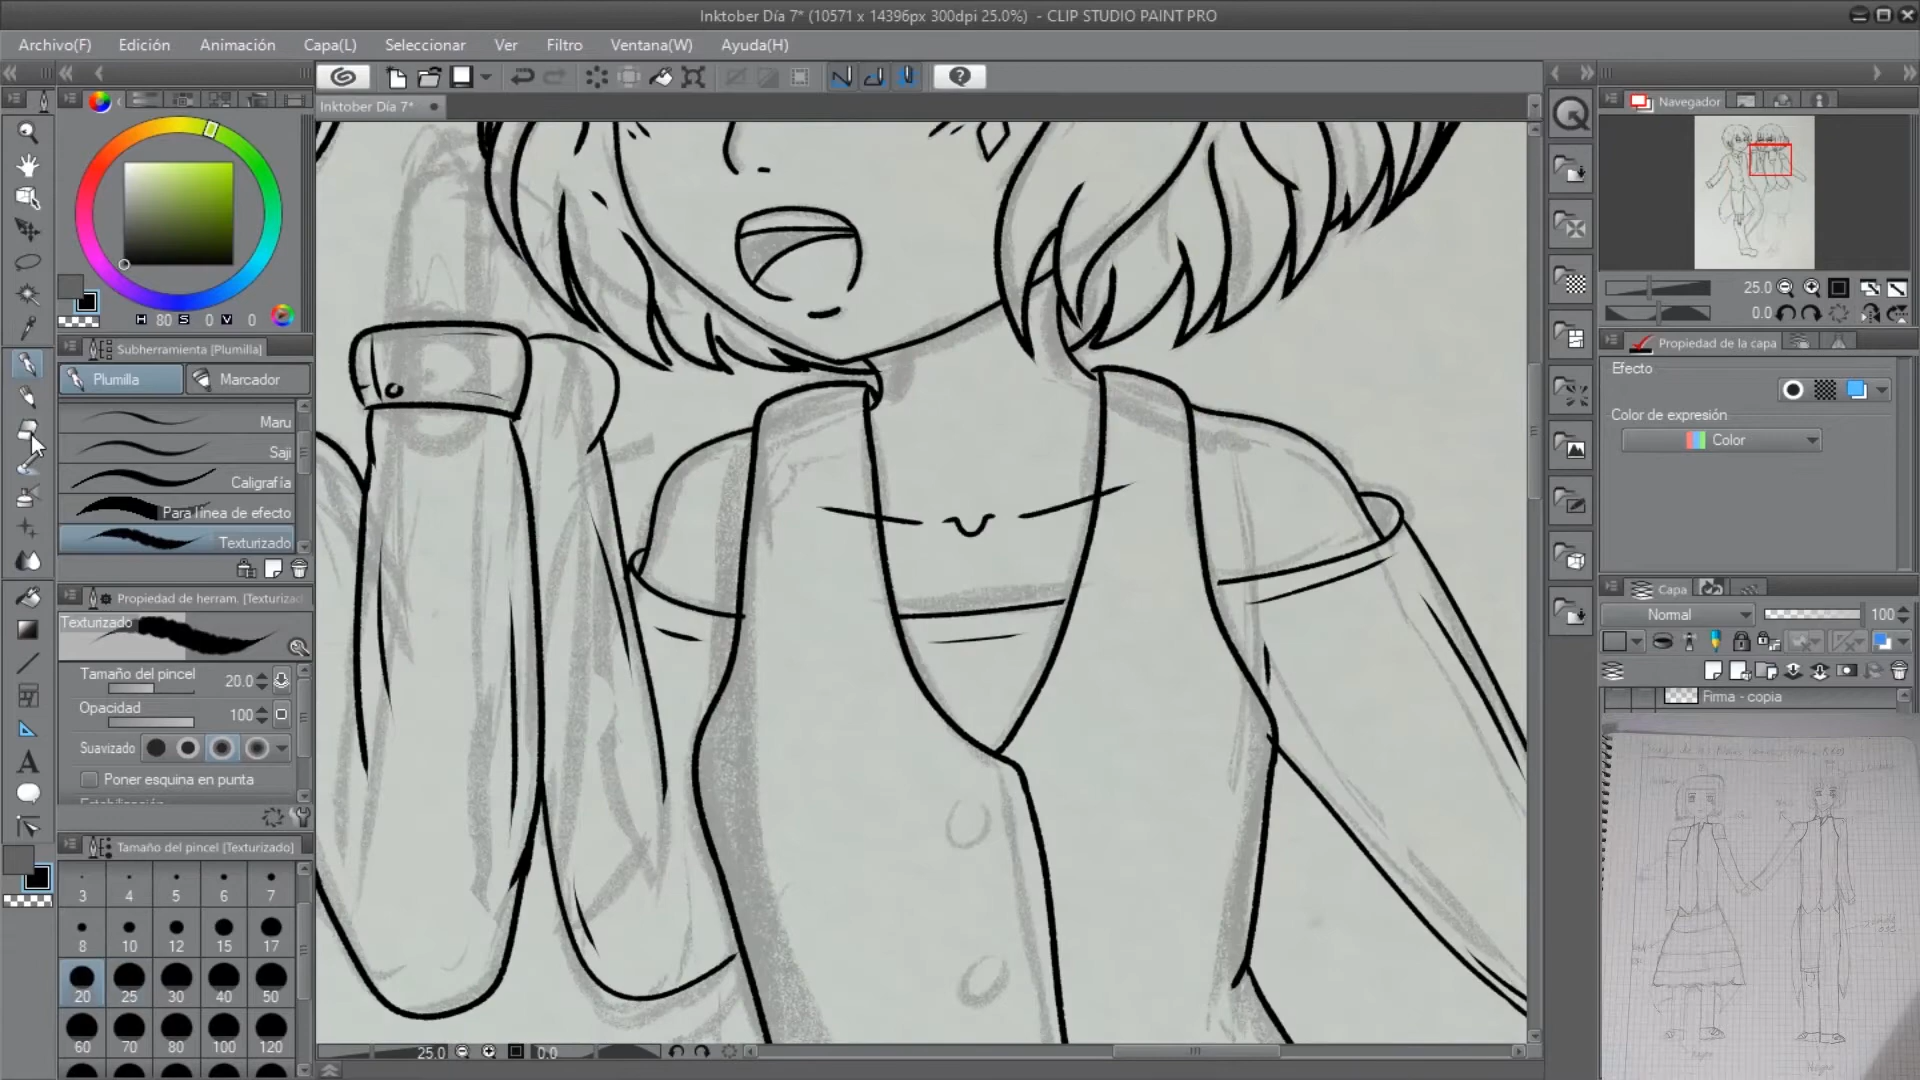 Inktober Día 7* (10571 x 14396px 300dpi 25.0%) - CLIP STUDIO PAINT PRO
Archivo(F) Edición Animación Capa(L) Seleccionar Ver Filtro Ventana(W) Ayuda(H)
Inktober Día 7*
H 80 S 0 V 0
Subherramienta [Plumilla]
Plumilla Marcador
Maru
Saji
Caligrafía
Para línea de efecto
Texturizado
Propiedad de herram. [Texturizad
Texturizado
Tamaño del pincel 20.0
Opacidad 100
Suavizado
Poner esquina en punta
Tamaño del pincel [Texturizado]
3 4 5 6 7
8 10 12 15 17
20 25 30 40 50
60 70 80 100 120
25.0 0.0
Navegador
25.0
0.0
Propiedad de la capa
Efecto
Color de expresión
Color
Capa
Normal 100
Firma - copia